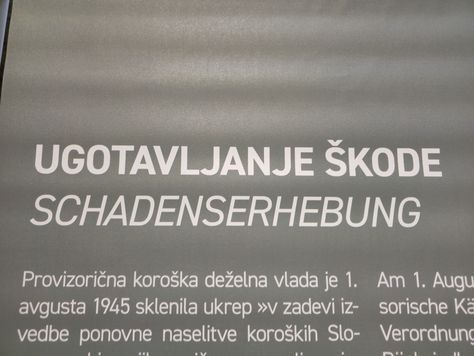 UGOTAVLJANJE ŠKODE
SCHADENSERHEBUNG
Provizorična koroška deželna vlada je 1.
avgusta 1945 sklenila ukrep »v zadevi iz-
vedbe ponovne naselitve koroških Slo-
Am 1. Augu
sorische Kä
Verordnung